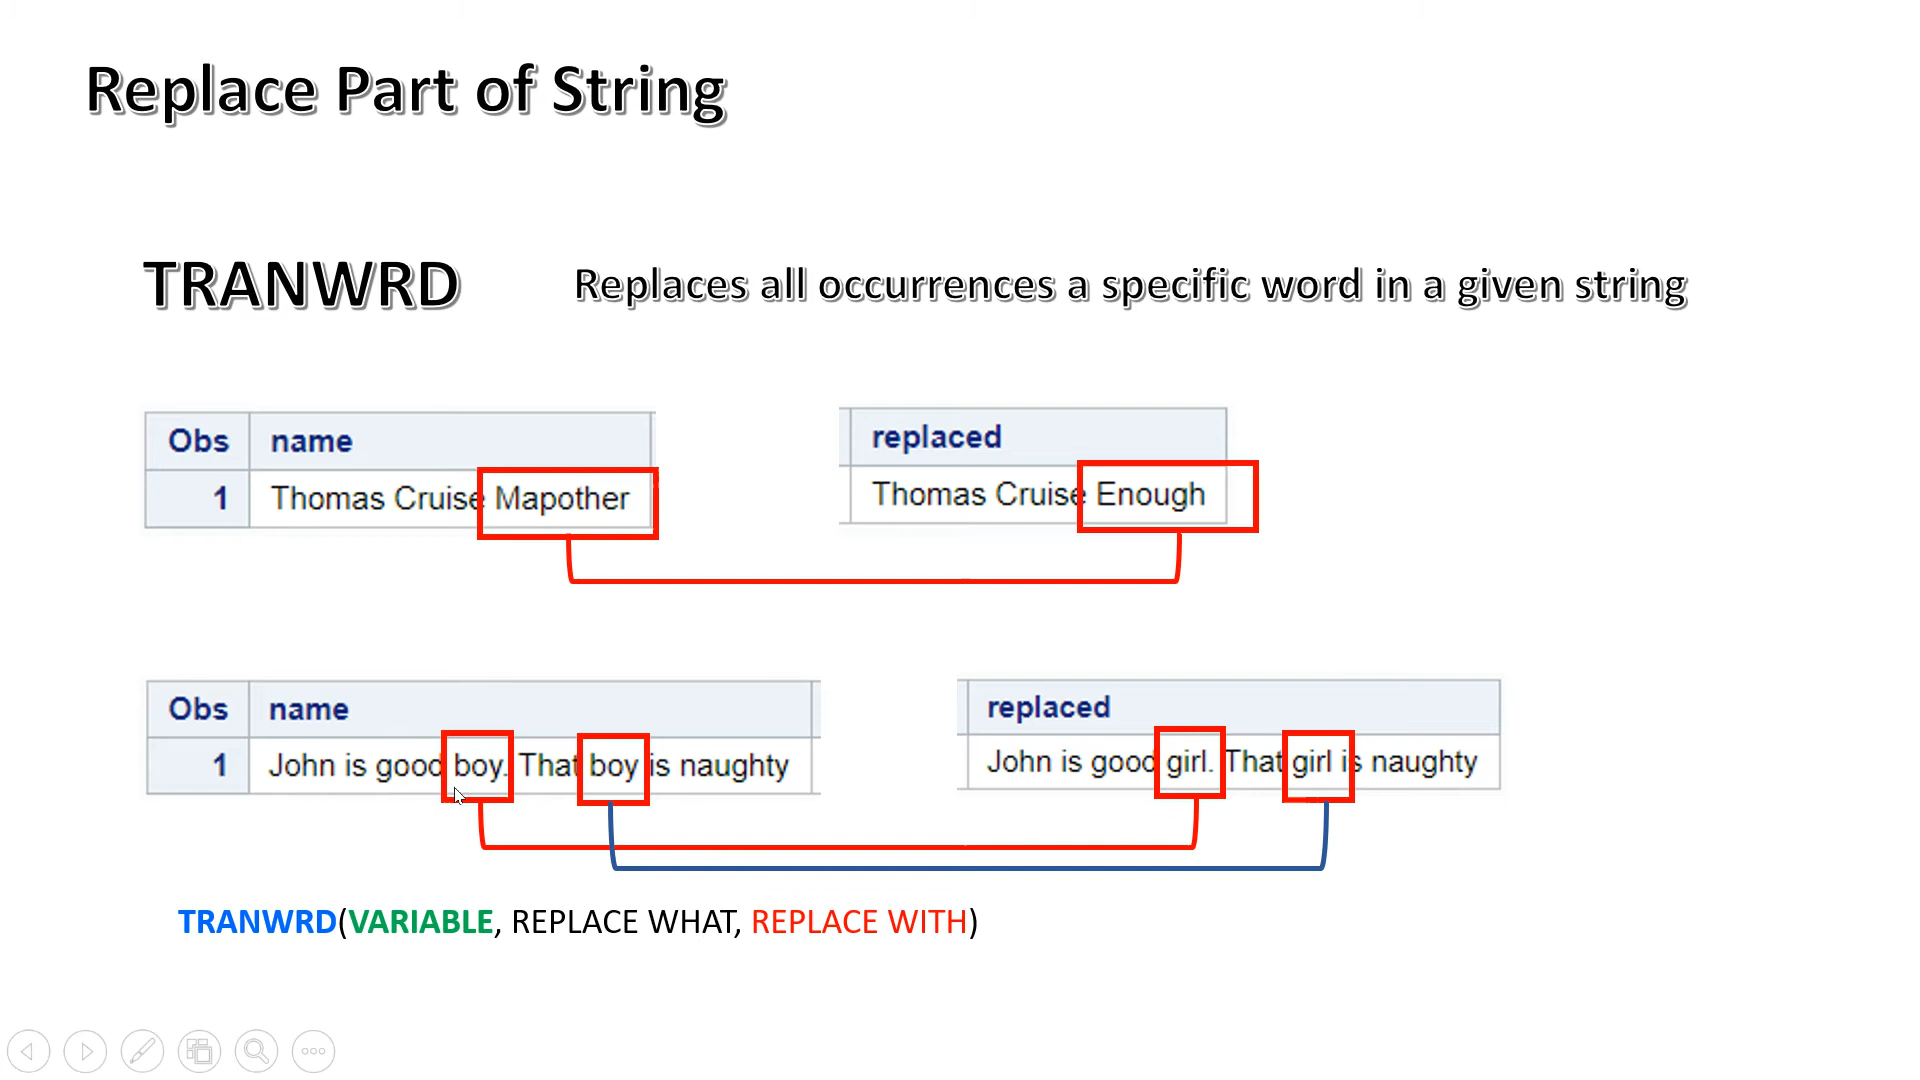 Replace Part of String
TRANWRD Replaces all occurrences a specific word in a given string
Obs name
1 Thomas Cruise Mapother
replaced
Thomas Cruise Enough
Obs name
1 John is good boy. That boy is naughty
replaced
John is good girl. That girl is naughty
TRANWRD(VARIABLE, REPLACE WHAT, REPLACE WITH)